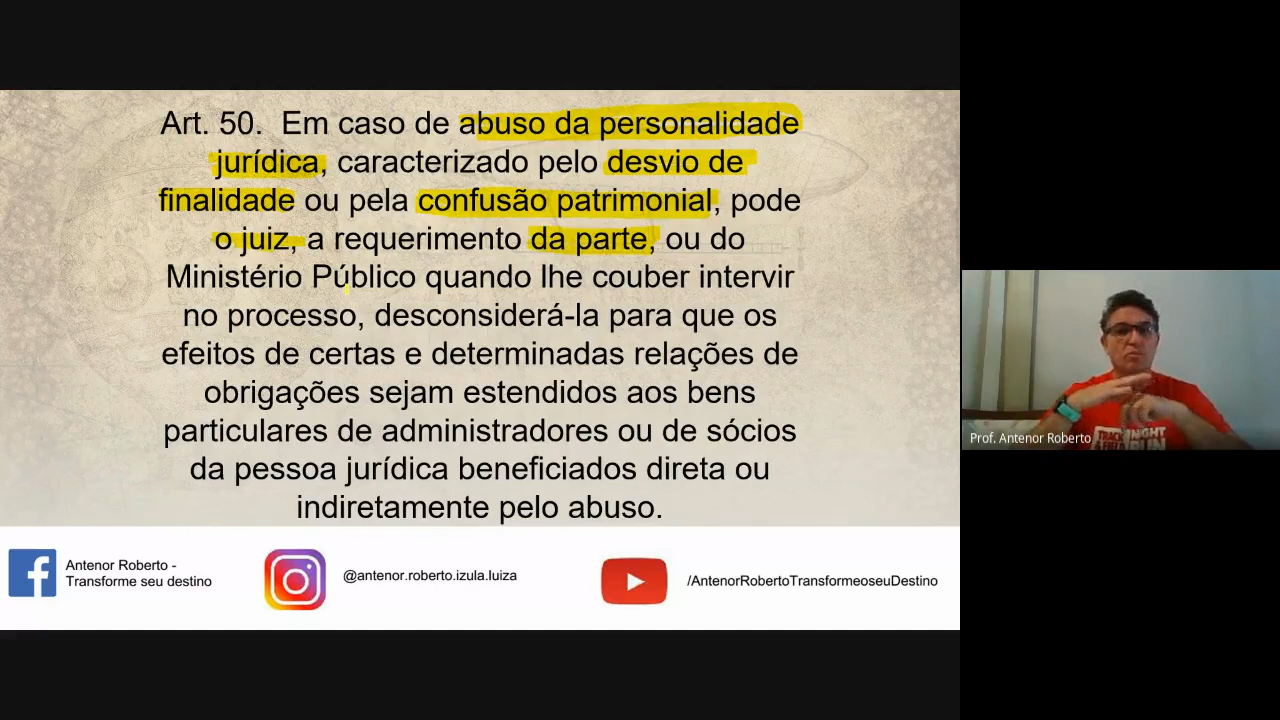 Art. 50. Em caso de abuso da personalidade
jurídica, caracterizado pelo desvio de
finalidade ou pela confusão patrimonial, pode
o juiz, a requerimento da parte, ou do
Ministério Público quando lhe couber intervir
no processo, desconsiderá-la para que os
efeitos de certas e determinadas relações de
obrigações sejam estendidos aos bens
particulares de administradores ou de sócios
da pessoa jurídica beneficiados direta ou
indiretamente pelo abuso.
Antenor Roberto -
Transforme seu destino
@antenor.roberto.izula.luiza
/AntenorRobertoTransformeoseuDestino
Prof. Antenor Roberto
TRACK NIGHT
RUN